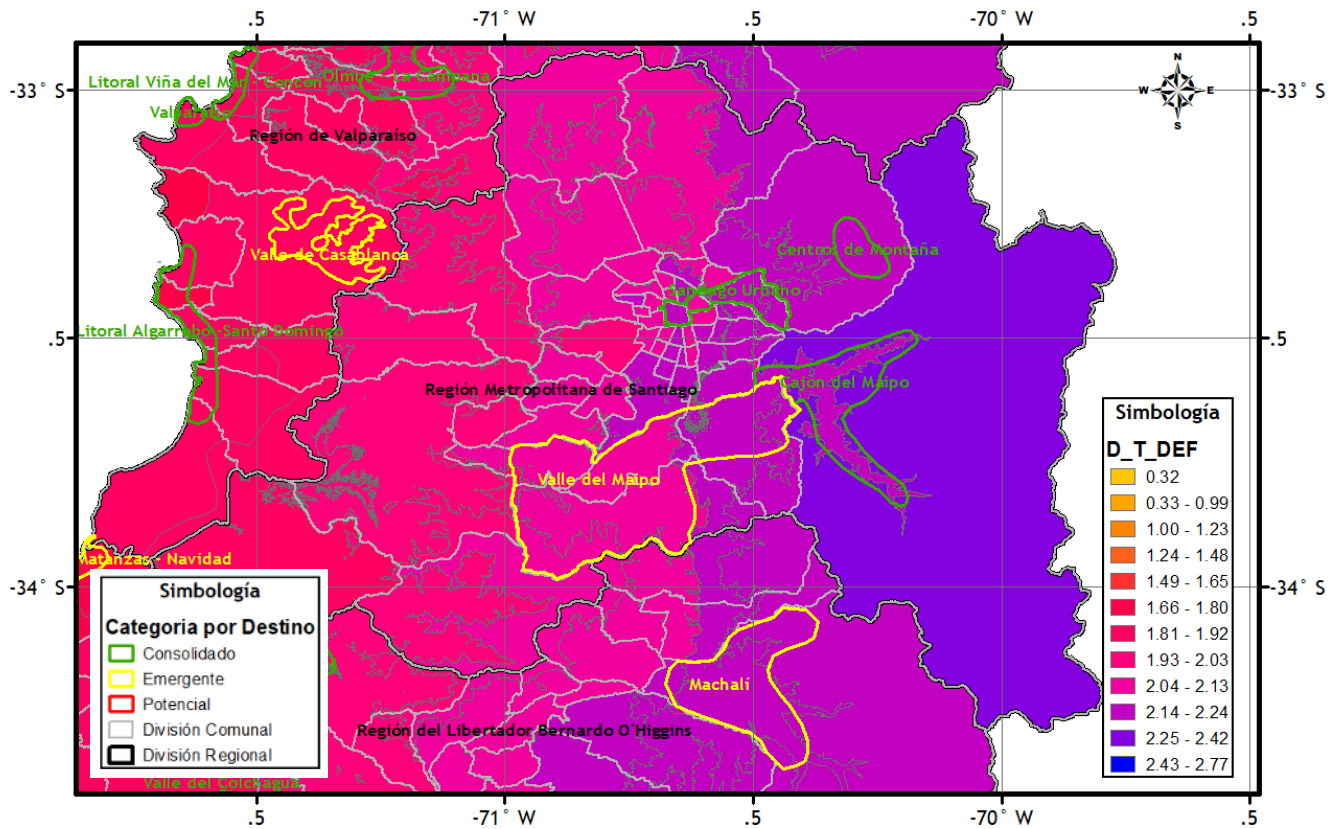 .5
-71° W
.5
-70° W
.5
-33° S
-33° S
N
W E
S
Litoral Viña del Mar - Concón
Olmué - La Campana
Valparaíso
Región de Valparaíso
Valle de Casablanca
Centros de Montaña
Santiago Urbano
Litoral Algarrobo -Santo Domingo
.5
.5
Cajón del Maipo
Región Metropolitana de Santiago
Valle del Maipo
Matanzas - Navidad
-34° S
-34° S
Machalí
Región del Libertador Bernardo O'Higgins
Valle del Colchagua
Simbología
Categoria por Destino
Consolidado
Emergente
Potencial
División Comunal
División Regional
Simbología
D_T_DEF
0.32
0.33 - 0.99
1.00 - 1.23
1.24 - 1.48
1.49 - 1.65
1.66 - 1.80
1.81 - 1.92
1.93 - 2.03
2.04 - 2.13
2.14 - 2.24
2.25 - 2.42
2.43 - 2.77
.5
-71° W
.5
-70° W
.5